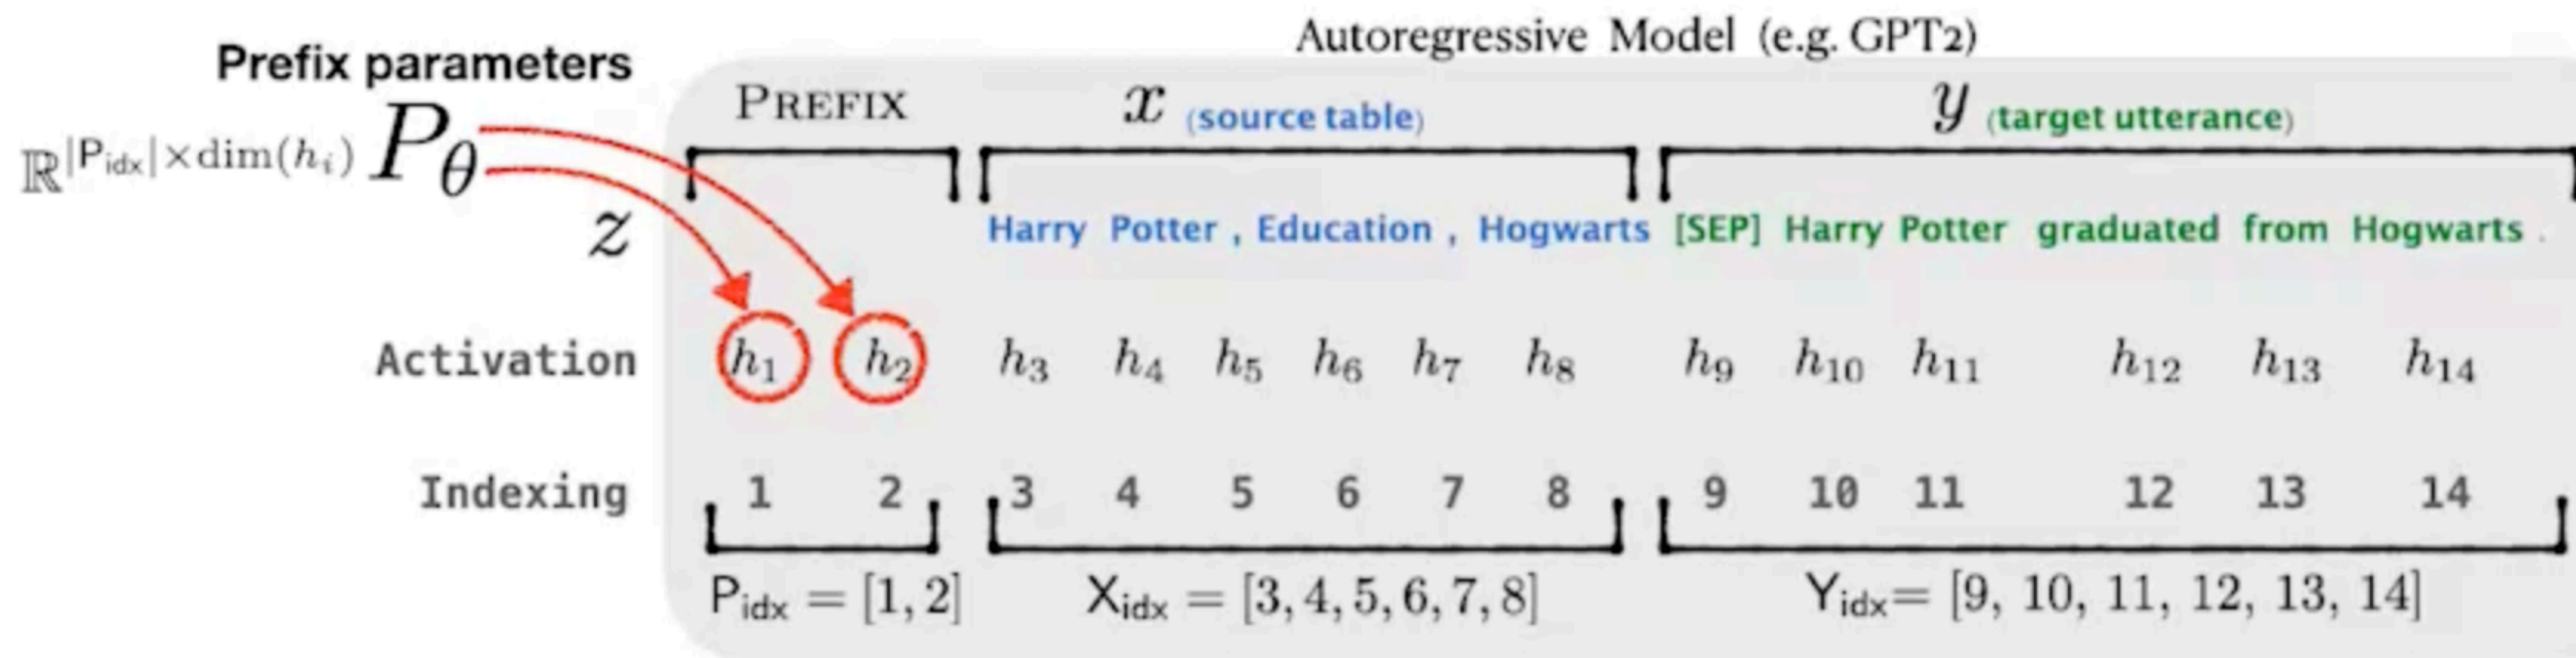 Autoregressive Model (e.g. GPT2)
Prefix parameters
PREFIX x (source table) y (target utterance)
ℝ^{|P_idx|×dim(h_i)} P_θ
z
Harry Potter , Education , Hogwarts [SEP] Harry Potter graduated from Hogwarts .
Activation h₁ h₂ h₃ h₄ h₅ h₆ h₇ h₈ h₉ h₁₀ h₁₁ h₁₂ h₁₃ h₁₄
Indexing 1 2 3 4 5 6 7 8 9 10 11 12 13 14
P_idx = [1, 2] X_idx = [3, 4, 5, 6, 7, 8] Y_idx = [9, 10, 11, 12, 13, 14]